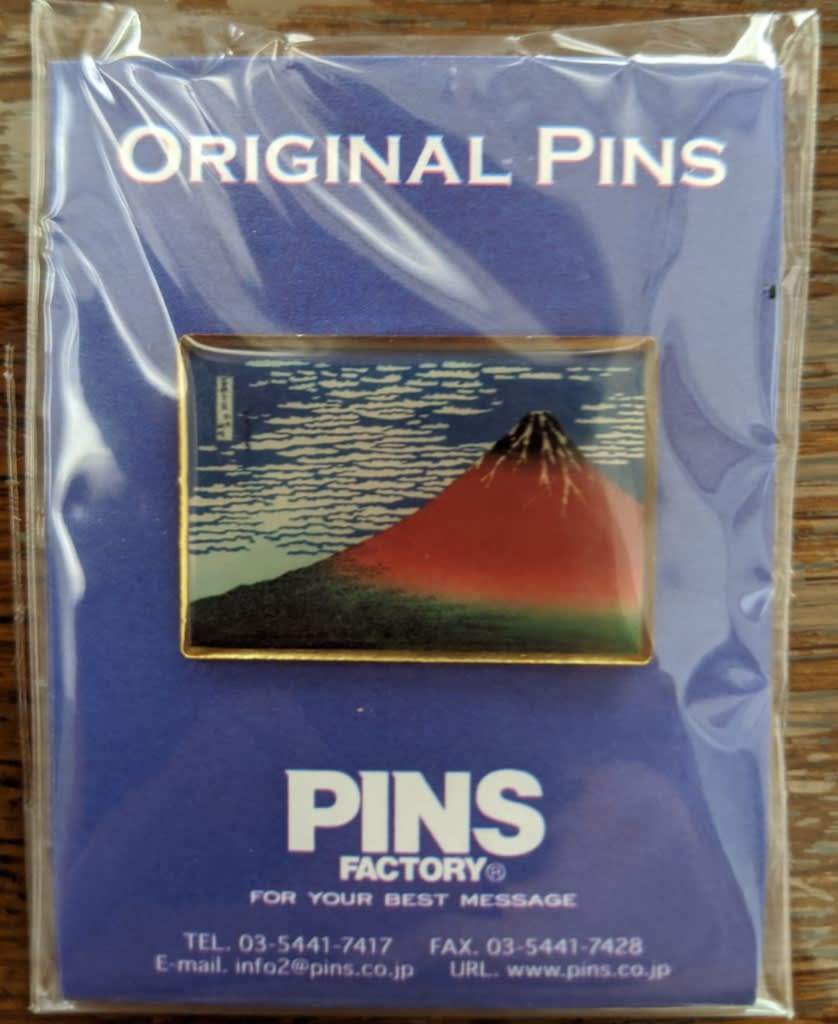 ORIGINAL PINS
PINS
FACTORY®
FOR YOUR BEST MESSAGE
TEL. 03-5441-7417 FAX. 03-5441-7428
E-mail. info2@pins.co.jp URL. www.pins.co.jp